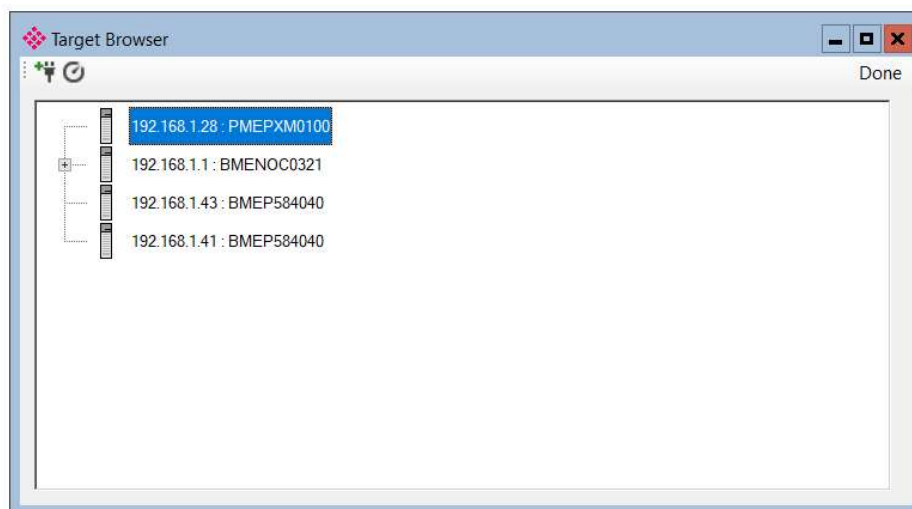 Target Browser
Done
192.168.1.28 : PMEPXM0100
192.168.1.1 : BMENOC0321
192.168.1.43 : BMEP584040
192.168.1.41 : BMEP584040